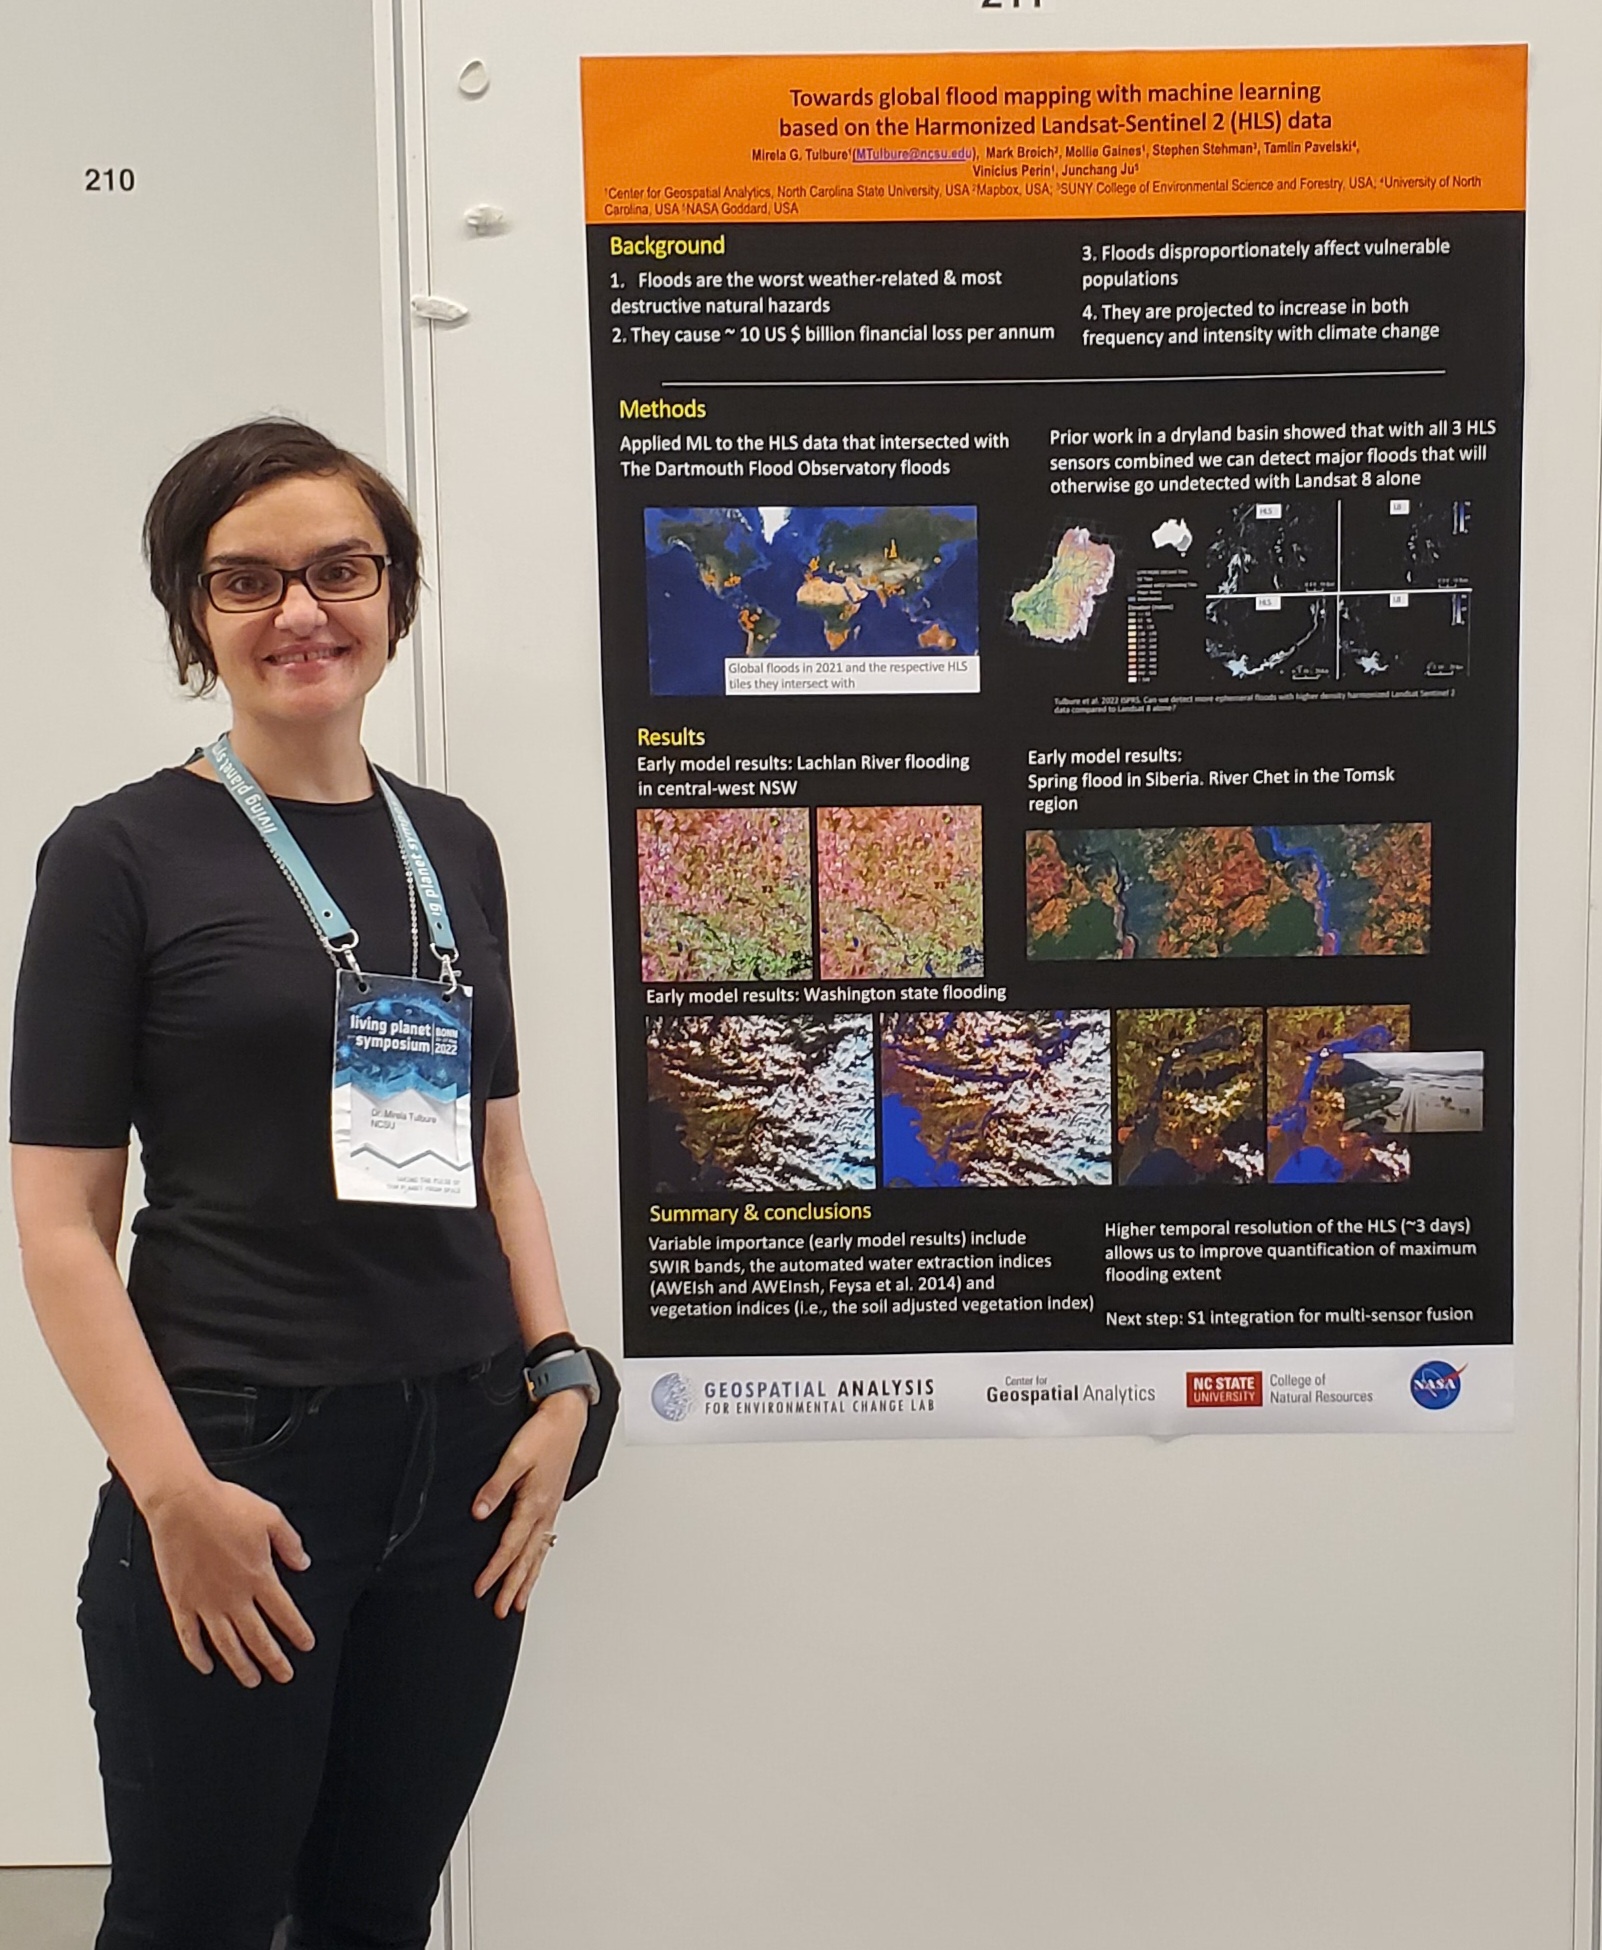 211
210
Towards global flood mapping with machine learning
based on the Harmonized Landsat-Sentinel 2 (HLS) data
Mirela G. Tulbure¹(MTulbure@ncsu.edu), Mark Broich², Mollie Gaines¹, Stephen Stehman³, Tamlin Pavelski⁴,
Vinicius Perin¹, Junchang Ju⁵
¹Center for Geospatial Analytics, North Carolina State University, USA ²Mapbox, USA; ³SUNY College of Environmental Science and Forestry, USA, ⁴University of North
Carolina, USA ⁵NASA Goddard, USA
Background
1. Floods are the worst weather-related & most
destructive natural hazards
2. They cause ~ 10 US $ billion financial loss per annum
3. Floods disproportionately affect vulnerable
populations
4. They are projected to increase in both
frequency and intensity with climate change
Methods
Applied ML to the HLS data that intersected with
The Dartmouth Flood Observatory floods
Global floods in 2021 and the respective HLS
tiles they intersect with
Prior work in a dryland basin showed that with all 3 HLS
sensors combined we can detect major floods that will
otherwise go undetected with Landsat 8 alone
HLS
L8
HLS
L8
Tulbure et al. 2022 ISPRS. Can we detect more ephemeral floods with higher density harmonized Landsat Sentinel 2
data compared to Landsat 8 alone?
Results
Early model results: Lachlan River flooding
in central-west NSW
Early model results:
Spring flood in Siberia. River Chet in the Tomsk
region
Early model results: Washington state flooding
Summary & conclusions
Variable importance (early model results) include
SWIR bands, the automated water extraction indices
(AWEIsh and AWEInsh, Feysa et al. 2014) and
vegetation indices (i.e., the soil adjusted vegetation index)
Higher temporal resolution of the HLS (~3 days)
allows us to improve quantification of maximum
flooding extent
Next step: S1 integration for multi-sensor fusion
GEOSPATIAL ANALYSIS
FOR ENVIRONMENTAL CHANGE LAB
Center for
Geospatial Analytics
NC STATE
UNIVERSITY
College of
Natural Resources
NASA
living planet sy
g planet sym
living planet
symposium
BONN
2022
Dr. Mirela Tulbure
NCSU
TAKING THE PULSE OF
OUR PLANET FROM SPACE